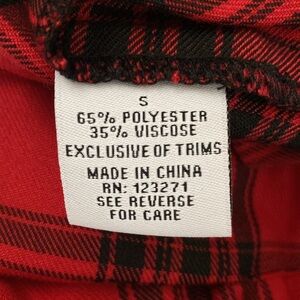 S
65% POLYESTER
35% VISCOSE
EXCLUSIVE OF TRIMS
MADE IN CHINA
RN: 123271
SEE REVERSE
FOR CARE